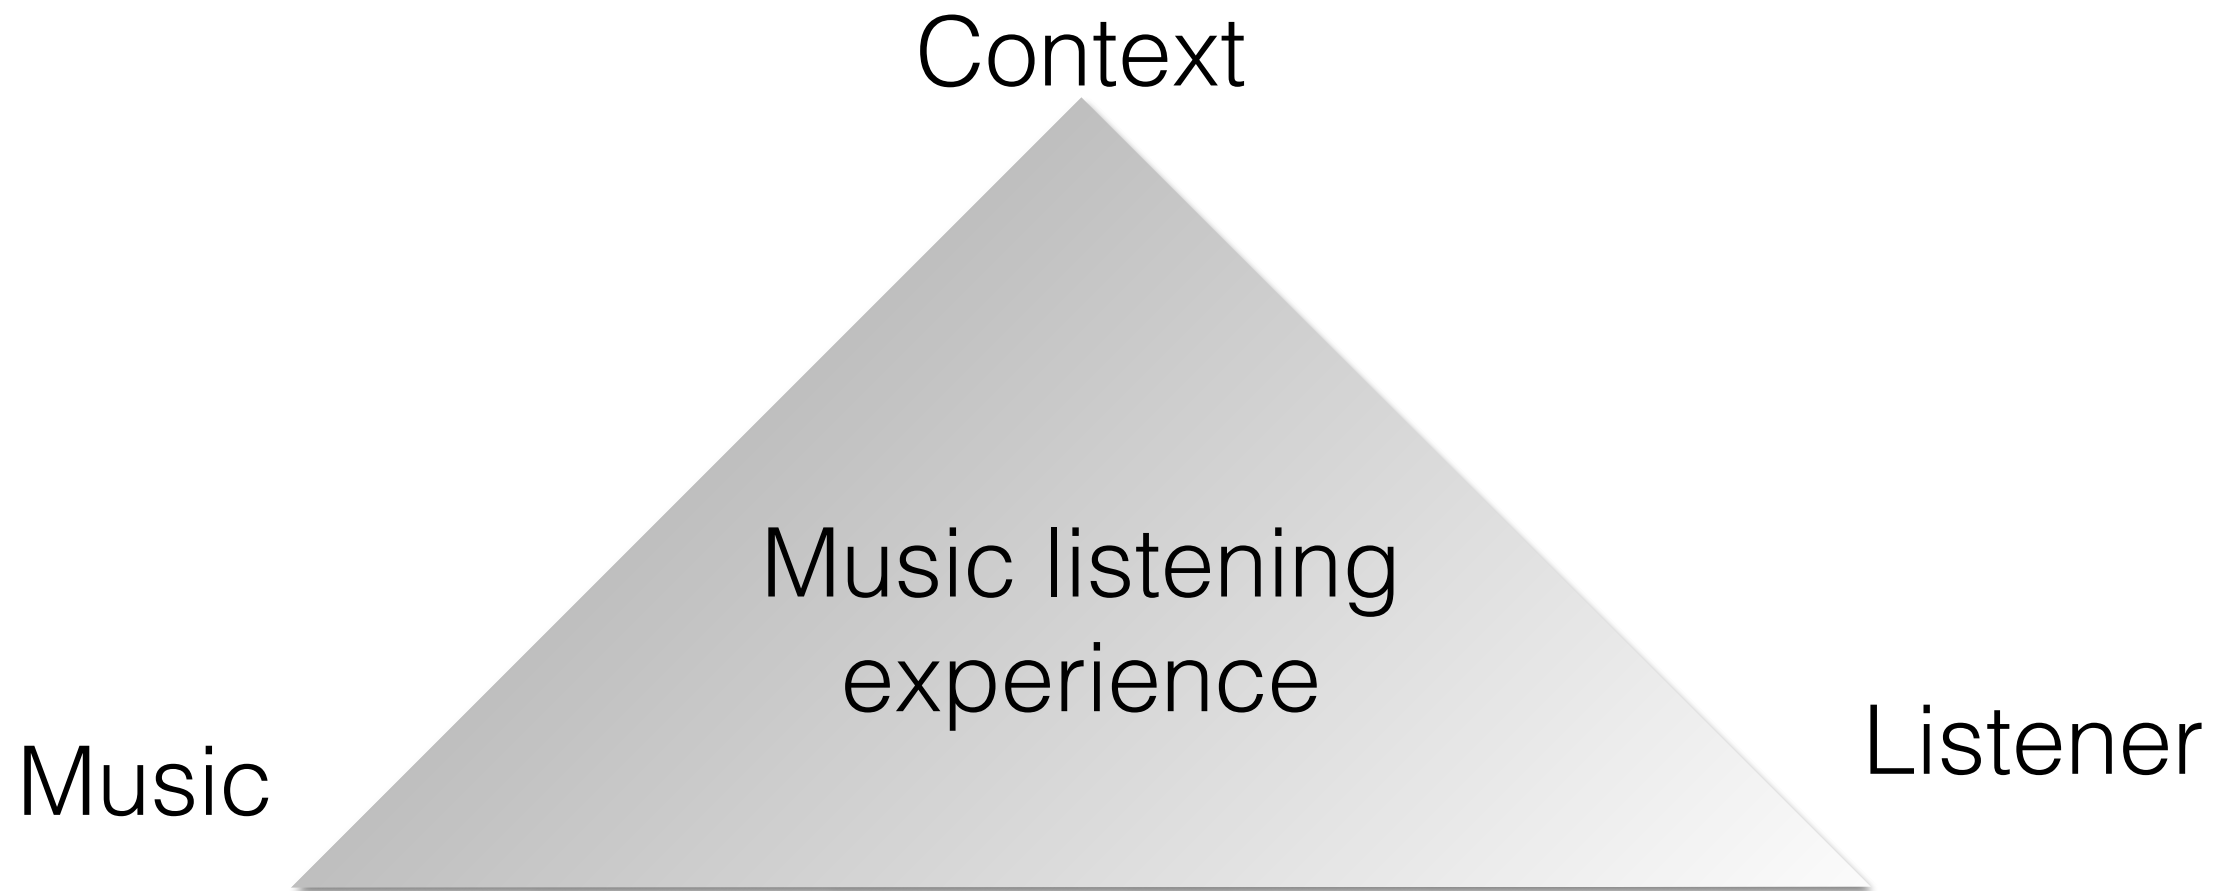 Context
Music listening
experience
Listener
Music